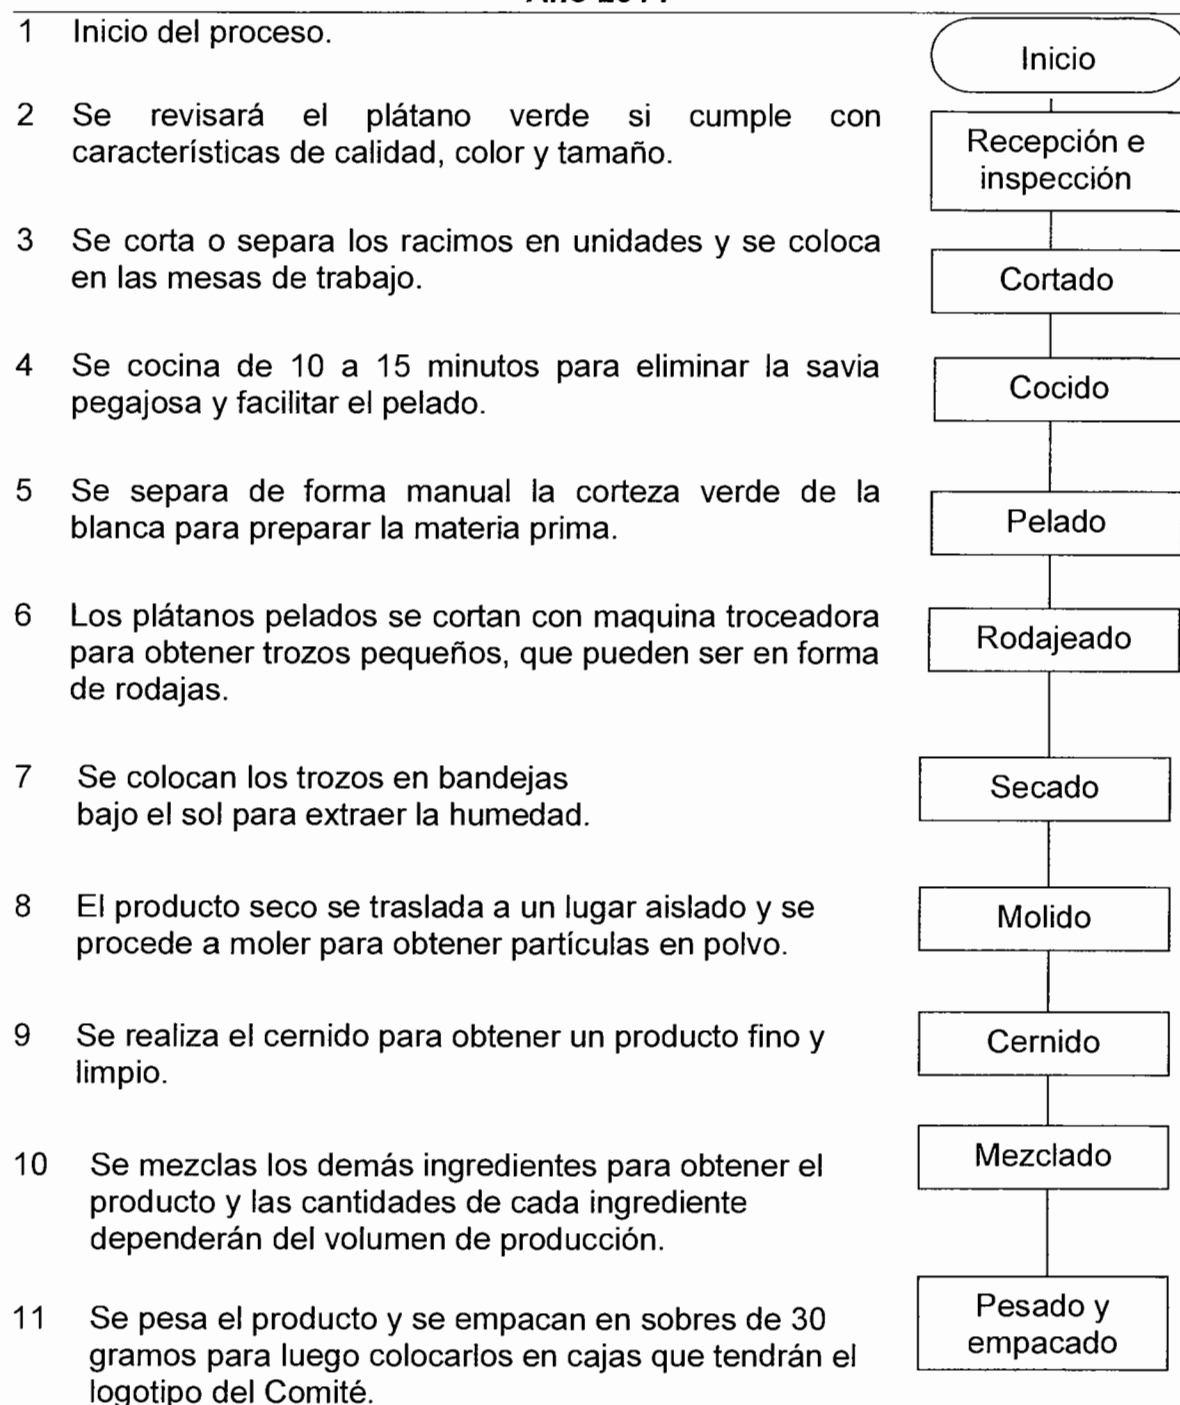 1 Inicio del proceso.
Inicio
2 Se revisará el plátano verde si cumple con
características de calidad, color y tamaño.
Recepción e
inspección
3 Se corta o separa los racimos en unidades y se coloca
en las mesas de trabajo.
Cortado
4 Se cocina de 10 a 15 minutos para eliminar la savia
pegajosa y facilitar el pelado.
Cocido
5 Se separa de forma manual la corteza verde de la
blanca para preparar la materia prima.
Pelado
6 Los plátanos pelados se cortan con maquina troceadora
para obtener trozos pequeños, que pueden ser en forma
de rodajas.
Rodajeado
7 Se colocan los trozos en bandejas
bajo el sol para extraer la humedad.
Secado
8 El producto seco se traslada a un lugar aislado y se
procede a moler para obtener partículas en polvo.
Molido
9 Se realiza el cernido para obtener un producto fino y
limpio.
Cernido
10 Se mezclas los demás ingredientes para obtener el
producto y las cantidades de cada ingrediente
dependerán del volumen de producción.
Mezclado
11 Se pesa el producto y se empacan en sobres de 30
gramos para luego colocarlos en cajas que tendrán el
logotipo del Comité.
Pesado y
empacado